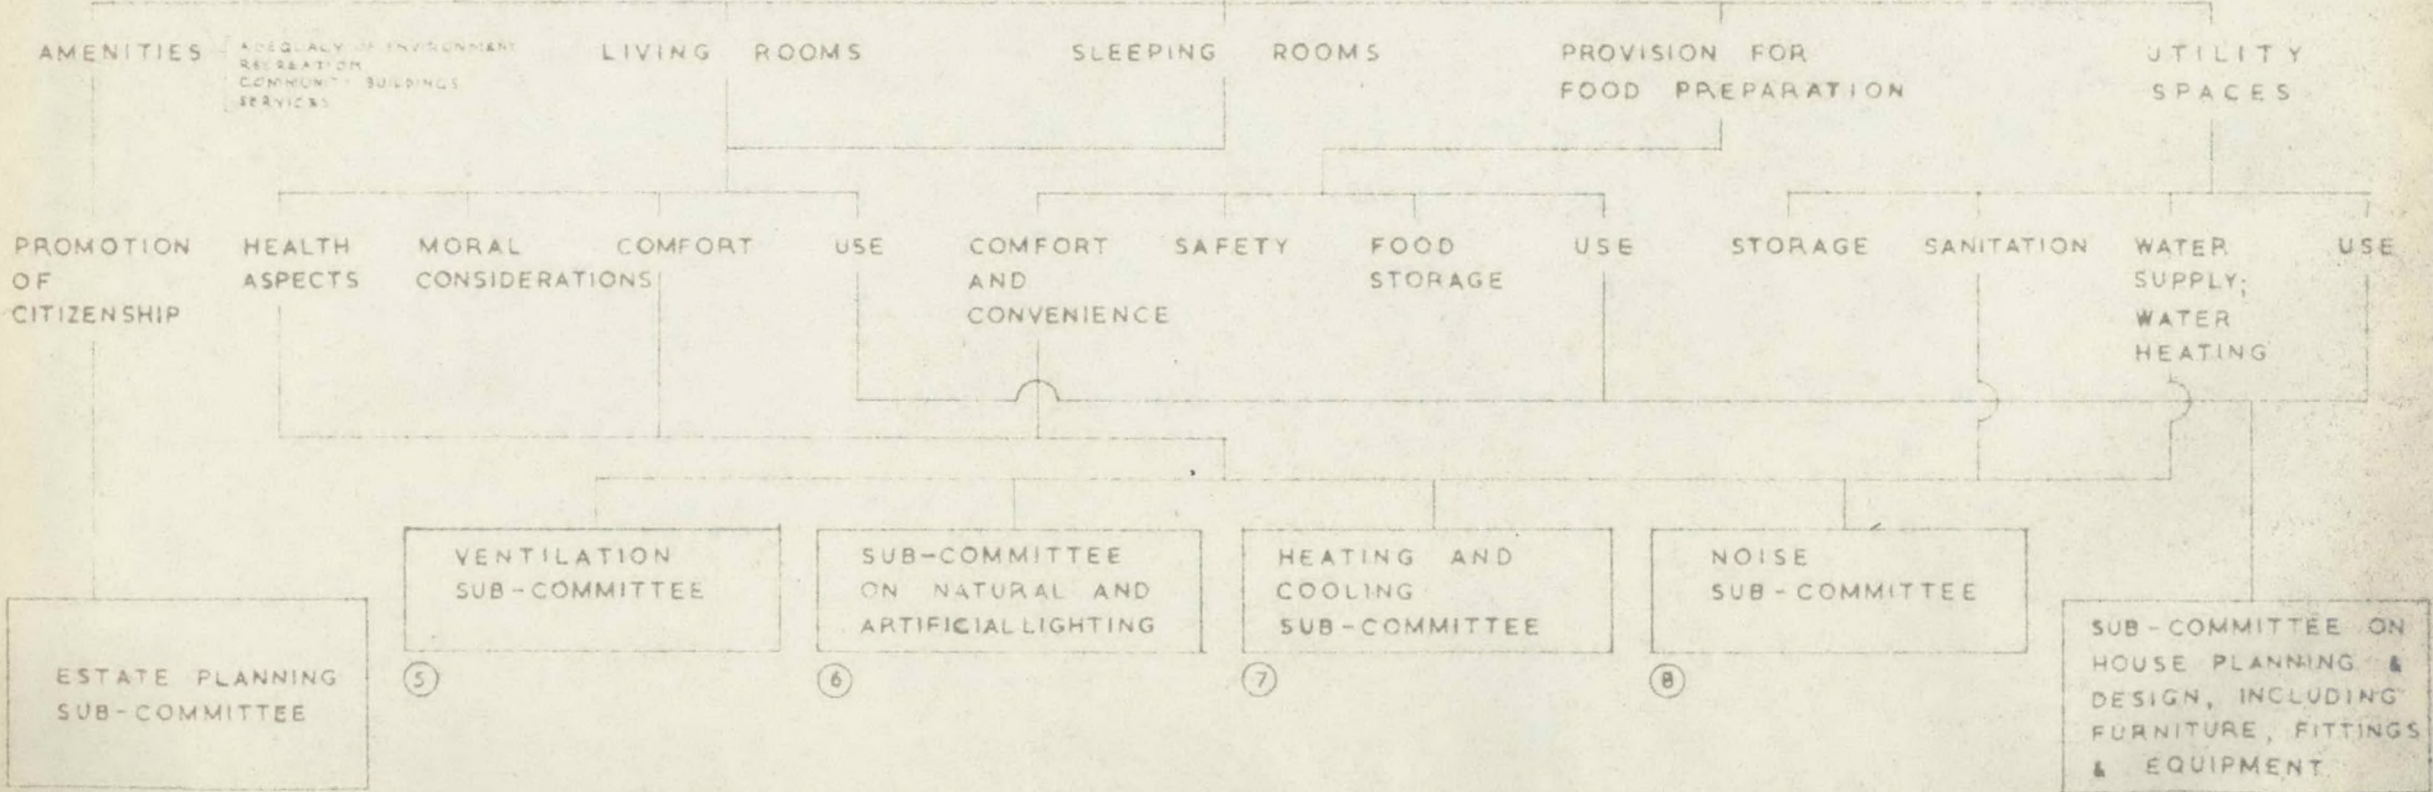 AMENITIES
ADEQUACY OF ENVIRONMENT
RECREATION
COMMUNITY BUILDINGS
SERVICES
LIVING ROOMS
SLEEPING ROOMS
PROVISION FOR
FOOD PREPARATION
UTILITY
SPACES
PROMOTION
OF
CITIZENSHIP
HEALTH
ASPECTS
MORAL
CONSIDERATIONS
COMFORT
USE
COMFORT
AND
CONVENIENCE
SAFETY
FOOD
STORAGE
USE
STORAGE
SANITATION
WATER
SUPPLY;
WATER
HEATING
USE
ESTATE PLANNING
SUB-COMMITTEE
VENTILATION
SUB-COMMITTEE
5
SUB-COMMITTEE
ON NATURAL AND
ARTIFICIAL LIGHTING
6
HEATING AND
COOLING
SUB-COMMITTEE
7
NOISE
SUB-COMMITTEE
8
SUB-COMMITTEE ON
HOUSE PLANNING &
DESIGN, INCLUDING
FURNITURE, FITTINGS
& EQUIPMENT